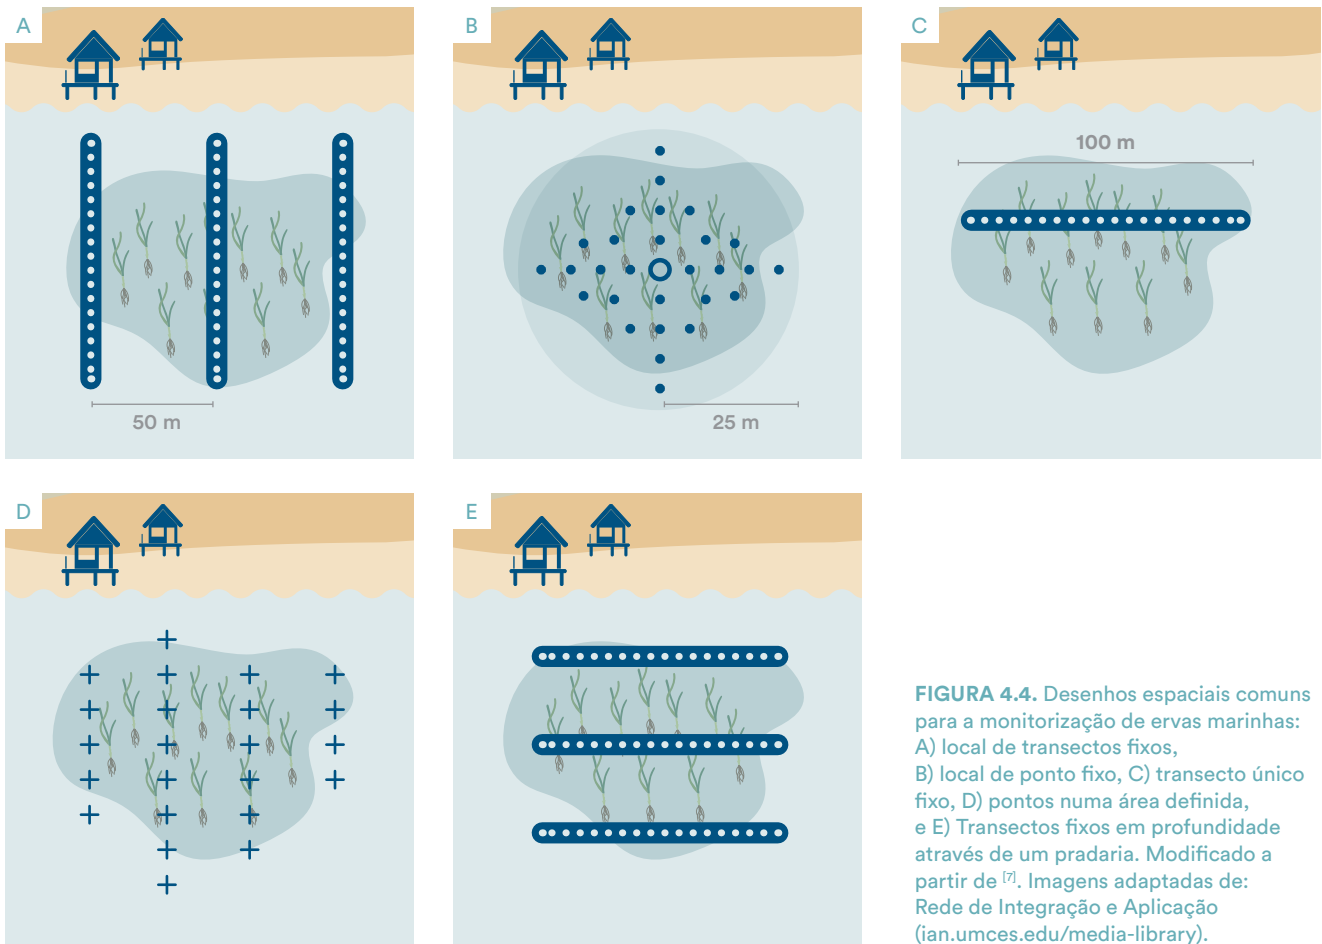 A
B
C
100 m
50 m
25 m
D
E
FIGURA 4.4. Desenhos espaciais comuns
para a monitorização de ervas marinhas:
A) local de transectos fixos,
B) local de ponto fixo, C) transecto único
fixo, D) pontos numa área definida,
e E) Transectos fixos em profundidade
através de um pradaria. Modificado a
partir de [7]. Imagens adaptadas de:
Rede de Integração e Aplicação
(ian.umces.edu/media-library).